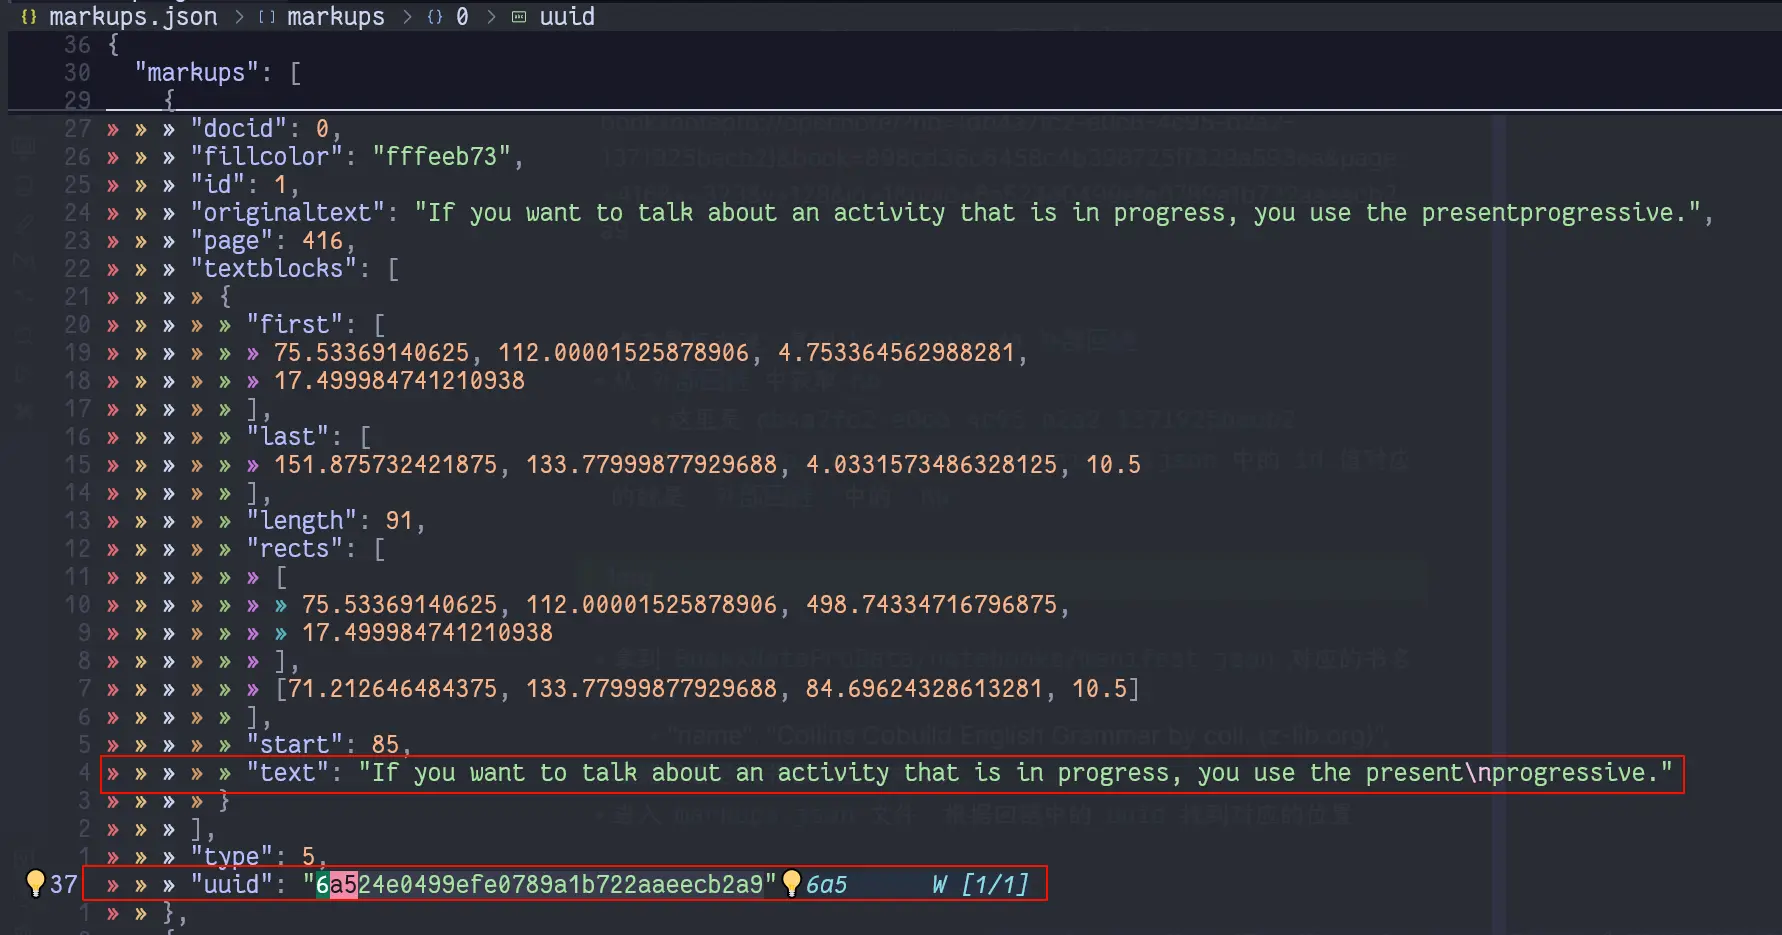 {} markups.json > [ ] markups > {} 0 > uuid
36 {
30 "markups": [
29 {
27 » » » "docid": 0,
26 » » » "fillcolor": "fffeeb73",
25 » » » "id": 1,
24 » » » "originaltext": "If you want to talk about an activity that is in progress, you use the presentprogressive.",
23 » » » "page": 416,
22 » » » "textblocks": [
21 » » » » {
20 » » » » » "first": [
19 » » » » » » 75.53369140625, 112.00001525878906, 4.753364562988281,
18 » » » » » » 17.499984741210938
17 » » » » » ],
16 » » » » » "last": [
15 » » » » » » 151.875732421875, 133.77999877929688, 4.0331573486328125, 10.5
14 » » » » » ],
13 » » » » » "length": 91,
12 » » » » » "rects": [
11 » » » » » » [
10 » » » » » » » 75.53369140625, 112.00001525878906, 498.74334716796875,
9 » » » » » » » 17.499984741210938
8 » » » » » » ],
7 » » » » » » [71.212646484375, 133.77999877929688, 84.69624328613281, 10.5]
6 » » » » » ],
5 » » » » » "start": 85,
4 » » » » » "text": "If you want to talk about an activity that is in progress, you use the present\nprogressive."
3 » » » » }
2 » » » ],
1 » » » "type": 5,
37 » » » "uuid": "6a524e0499efe0789a1b722aaeecb2a9" 6a5 W [1/1]
1 » » },